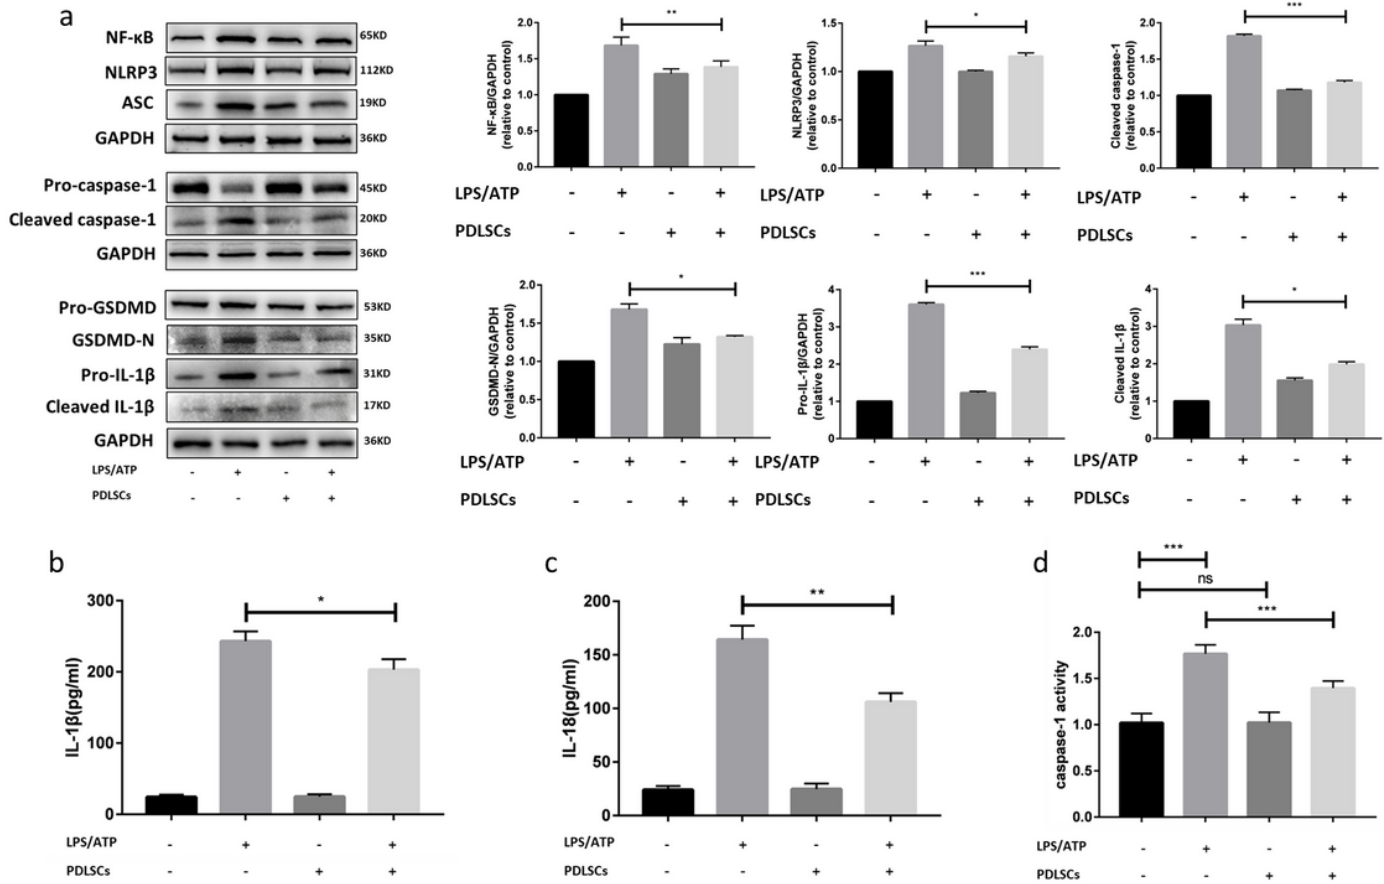 a
NF-κB 65KD
NLRP3 112KD
ASC 19KD
GAPDH 36KD
Pro-caspase-1 45KD
Cleaved caspase-1 20KD
GAPDH 36KD
Pro-GSDMD 53KD
GSDMD-N 35KD
Pro-IL-1β 31KD
Cleaved IL-1β 17KD
GAPDH 36KD
LPS/ATP - + - +
PDLSCs - - + +
NF-κB/GAPDH
(relative to control)
2.0
1.5
1.0
0.5
0.0
**
LPS/ATP - + - +
PDLSCs - - + +
NLRP3/GAPDH
(relative to control)
1.5
1.0
0.5
0.0
*
LPS/ATP - + - +
PDLSCs - - + +
Cleaved caspase-1
(relative to control)
2.0
1.5
1.0
0.5
0.0
***
LPS/ATP - + - +
PDLSCs - - + +
GSDMD-N/GAPDH
(relative to control)
2.0
1.5
1.0
0.5
0.0
*
LPS/ATP - + - +
PDLSCs - - + +
Pro-IL-1β/GAPDH
(relative to control)
4
3
2
1
0
***
LPS/ATP - + - +
PDLSCs - - + +
Cleaved IL-1β
(relative to control)
4
3
2
1
0
*
LPS/ATP - + - +
PDLSCs - - + +
b
IL-1β(pg/ml)
300
200
100
0
*
LPS/ATP - + - +
PDLSCs - - + +
c
IL-18(pg/ml)
200
150
100
50
0
**
LPS/ATP - + - +
PDLSCs - - + +
d
***
ns
***
caspase-1 activity
2.0
1.5
1.0
0.5
0.0
LPS/ATP - + - +
PDLSCs - - + +